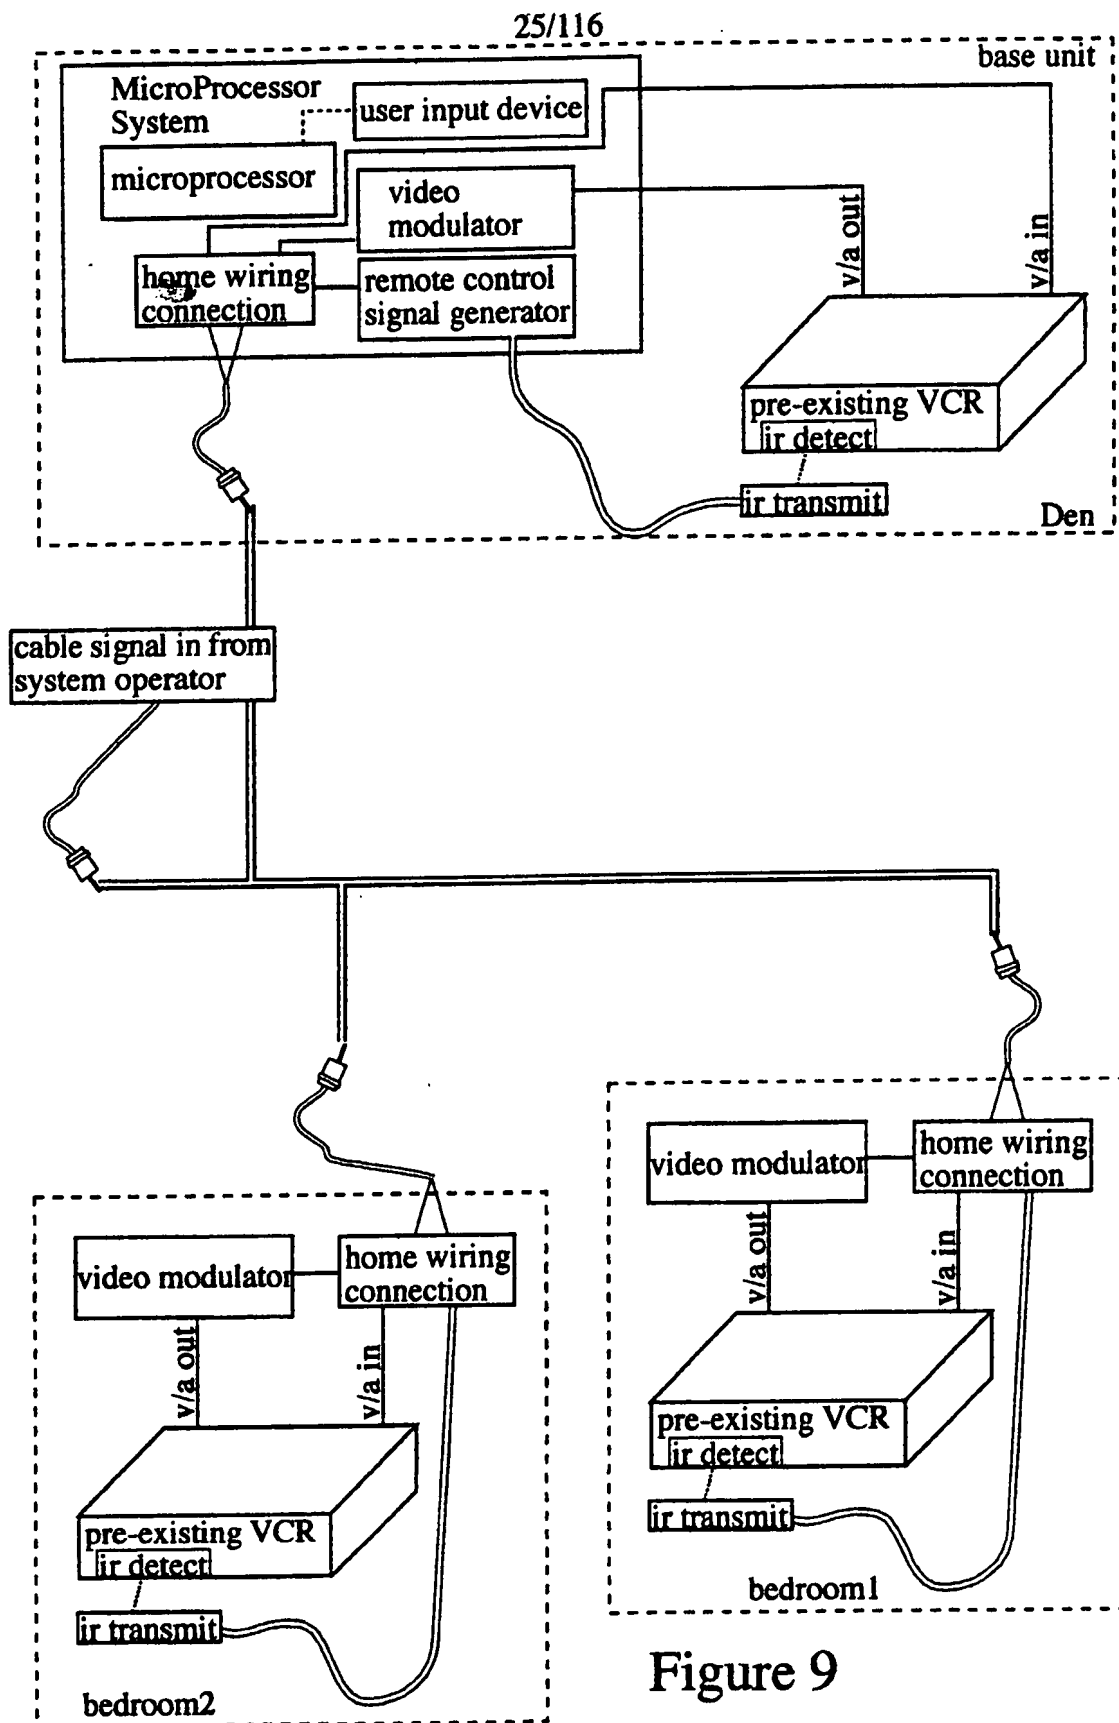 25/116
base unit
MicroProcessor
System
user input device
microprocessor
video
modulator
home wiring
connection
remote control
signal generator
v/a out
v/a in
pre-existing VCR
ir detect
ir transmit
Den
cable signal in from
system operator
video modulator
home wiring
connection
v/a out
v/a in
pre-existing VCR
ir detect
ir transmit
bedroom1
video modulator
home wiring
connection
v/a out
v/a in
pre-existing VCR
ir detect
ir transmit
bedroom2
Figure 9